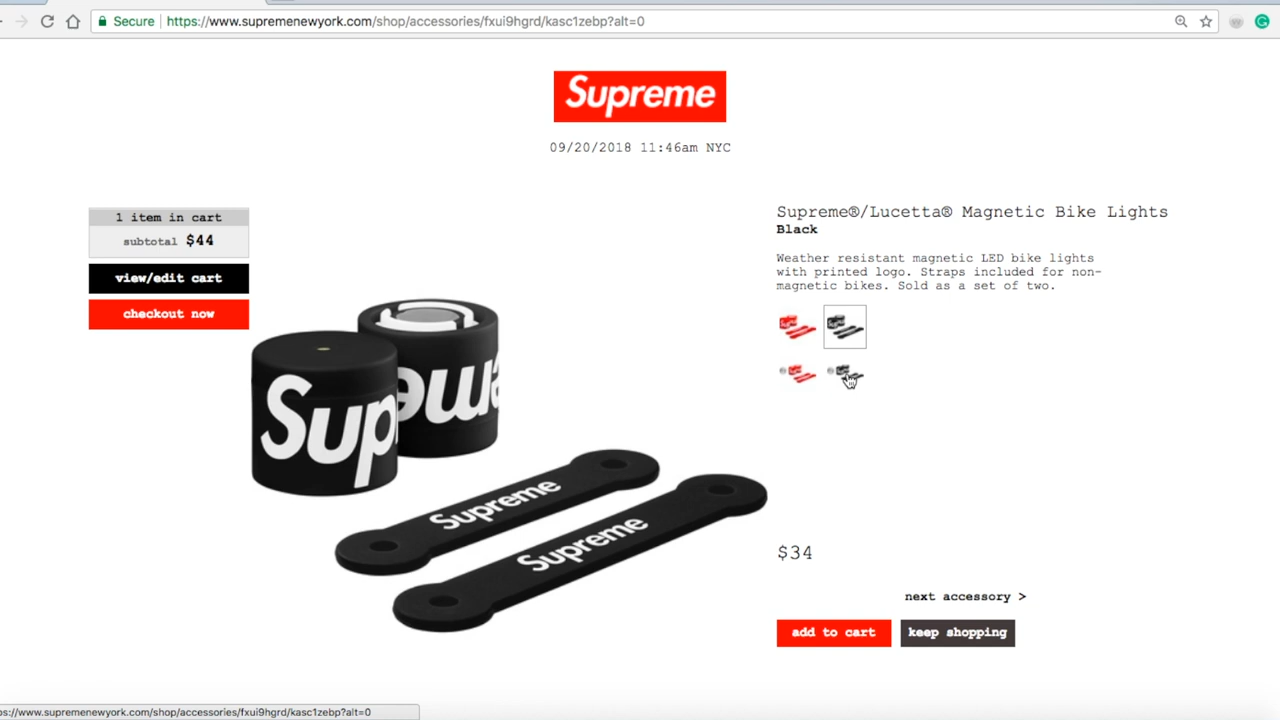 Secure
https://www.supremenewyork.com/shop/accessories/fxui9hgrd/kasc1zebp?alt=0
Supreme
09/20/2018 11:46am NYC
1 item in cart
subtotal $44
view/edit cart
checkout now
Supreme®/Lucetta® Magnetic Bike Lights
Black
Weather resistant magnetic LED bike lights
with printed logo. Straps included for non-
magnetic bikes. Sold as a set of two.
Sup
eme
Supreme
Supreme
$34
next accessory >
add to cart
keep shopping
ps://www.supremenewyork.com/shop/accessories/fxui9hgrd/kasc1zebp?alt=0